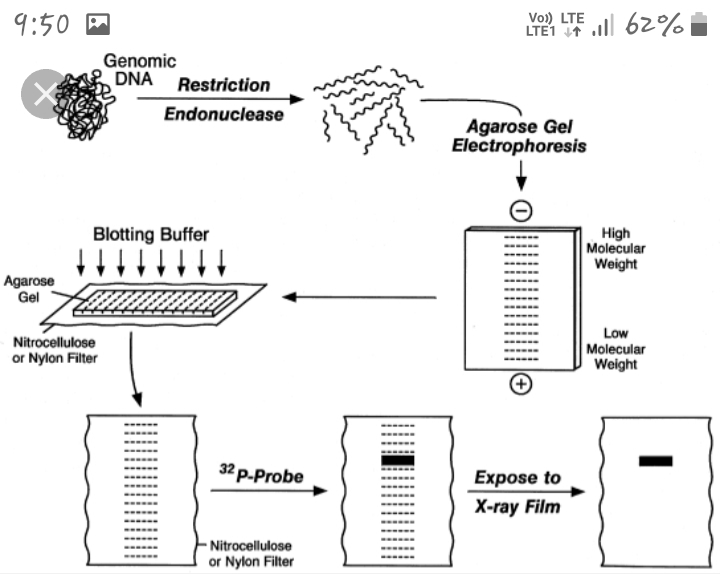 9:50
Vo)) LTE
LTE1
62%
Genomic
DNA
Restriction
Endonuclease
Agarose Gel
Electrophoresis
−
High
Molecular
Weight
Low
Molecular
Weight
+
Blotting Buffer
Agarose
Gel
Nitrocellulose
or Nylon Filter
32P-Probe
Nitrocellulose
or Nylon Filter
Expose to
X-ray Film